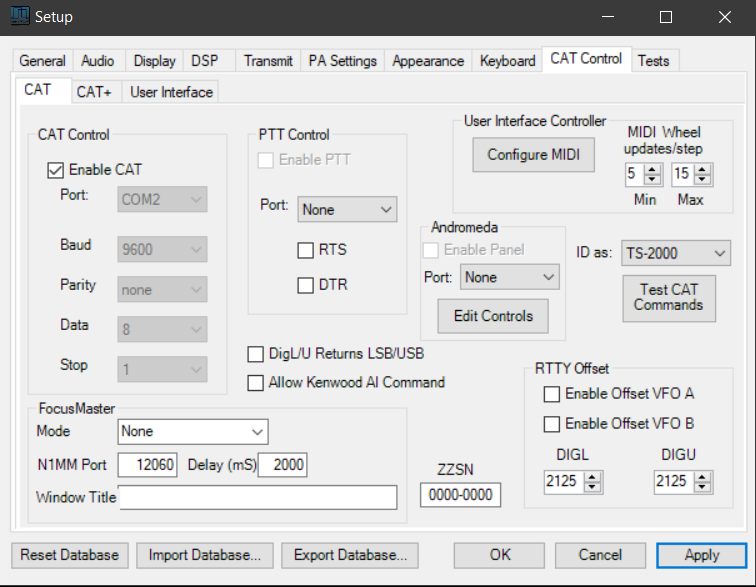 Setup
General Audio Display DSP Transmit PA Settings Appearance Keyboard CAT Control Tests
CAT CAT+ User Interface
CAT Control
Enable CAT
Port: COM2
Baud 9600
Parity none
Data 8
Stop 1
PTT Control
Enable PTT
Port: None
RTS
DTR
User Interface Controller
Configure MIDI
MIDI Wheel
updates/step
5 15
Min Max
Andromeda
Enable Panel
Port: None
Edit Controls
ID as: TS-2000
Test CAT
Commands
DigL/U Returns LSB/USB
Allow Kenwood AI Command
FocusMaster
Mode None
N1MM Port 12060 Delay (mS) 2000
Window Title
ZZSN
0000-0000
RTTY Offset
Enable Offset VFO A
Enable Offset VFO B
DIGL DIGU
2125 2125
Reset Database Import Database... Export Database... OK Cancel Apply